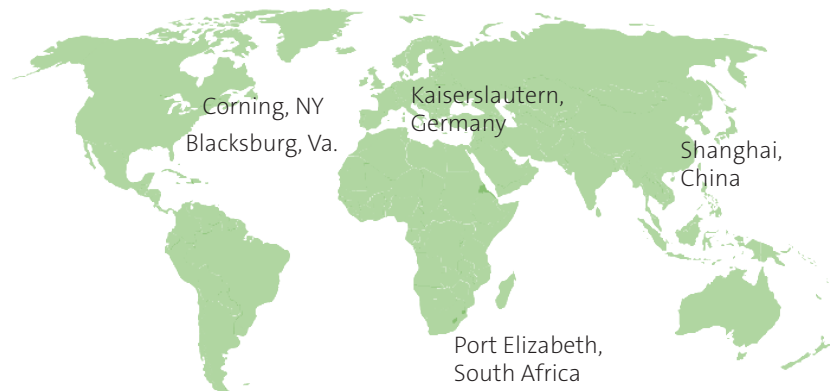 Corning, NY
Blacksburg, Va.
Kaiserslautern,
Germany
Shanghai,
China
Port Elizabeth,
South Africa